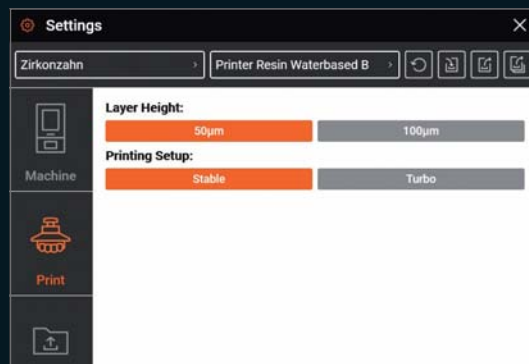 Settings
Zirkonzahn
Printer Resin Waterbased B
Layer Height:
50µm
100µm
Printing Setup:
Stable
Turbo
Machine
Print